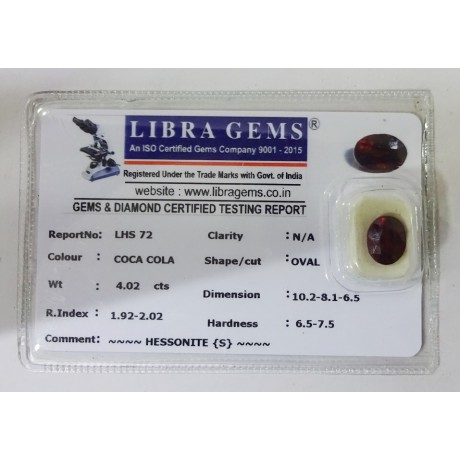 LIBRA GEMS®
An ISO Certified Gems Company 9001 - 2015
Registered Under the Trade Marks with Govt. of India
website : www.libragems.co.in
GEMS & DIAMOND CERTIFIED TESTING REPORT
ReportNo: LHS 72 Clarity : N/A
Colour : COCA COLA Shape/cut : OVAL
Wt : 4.02 cts Dimension : 10.2-8.1-6.5
R.Index : 1.92-2.02 Hardness : 6.5-7.5
Comment: ~~~~ HESSONITE {S} ~~~~